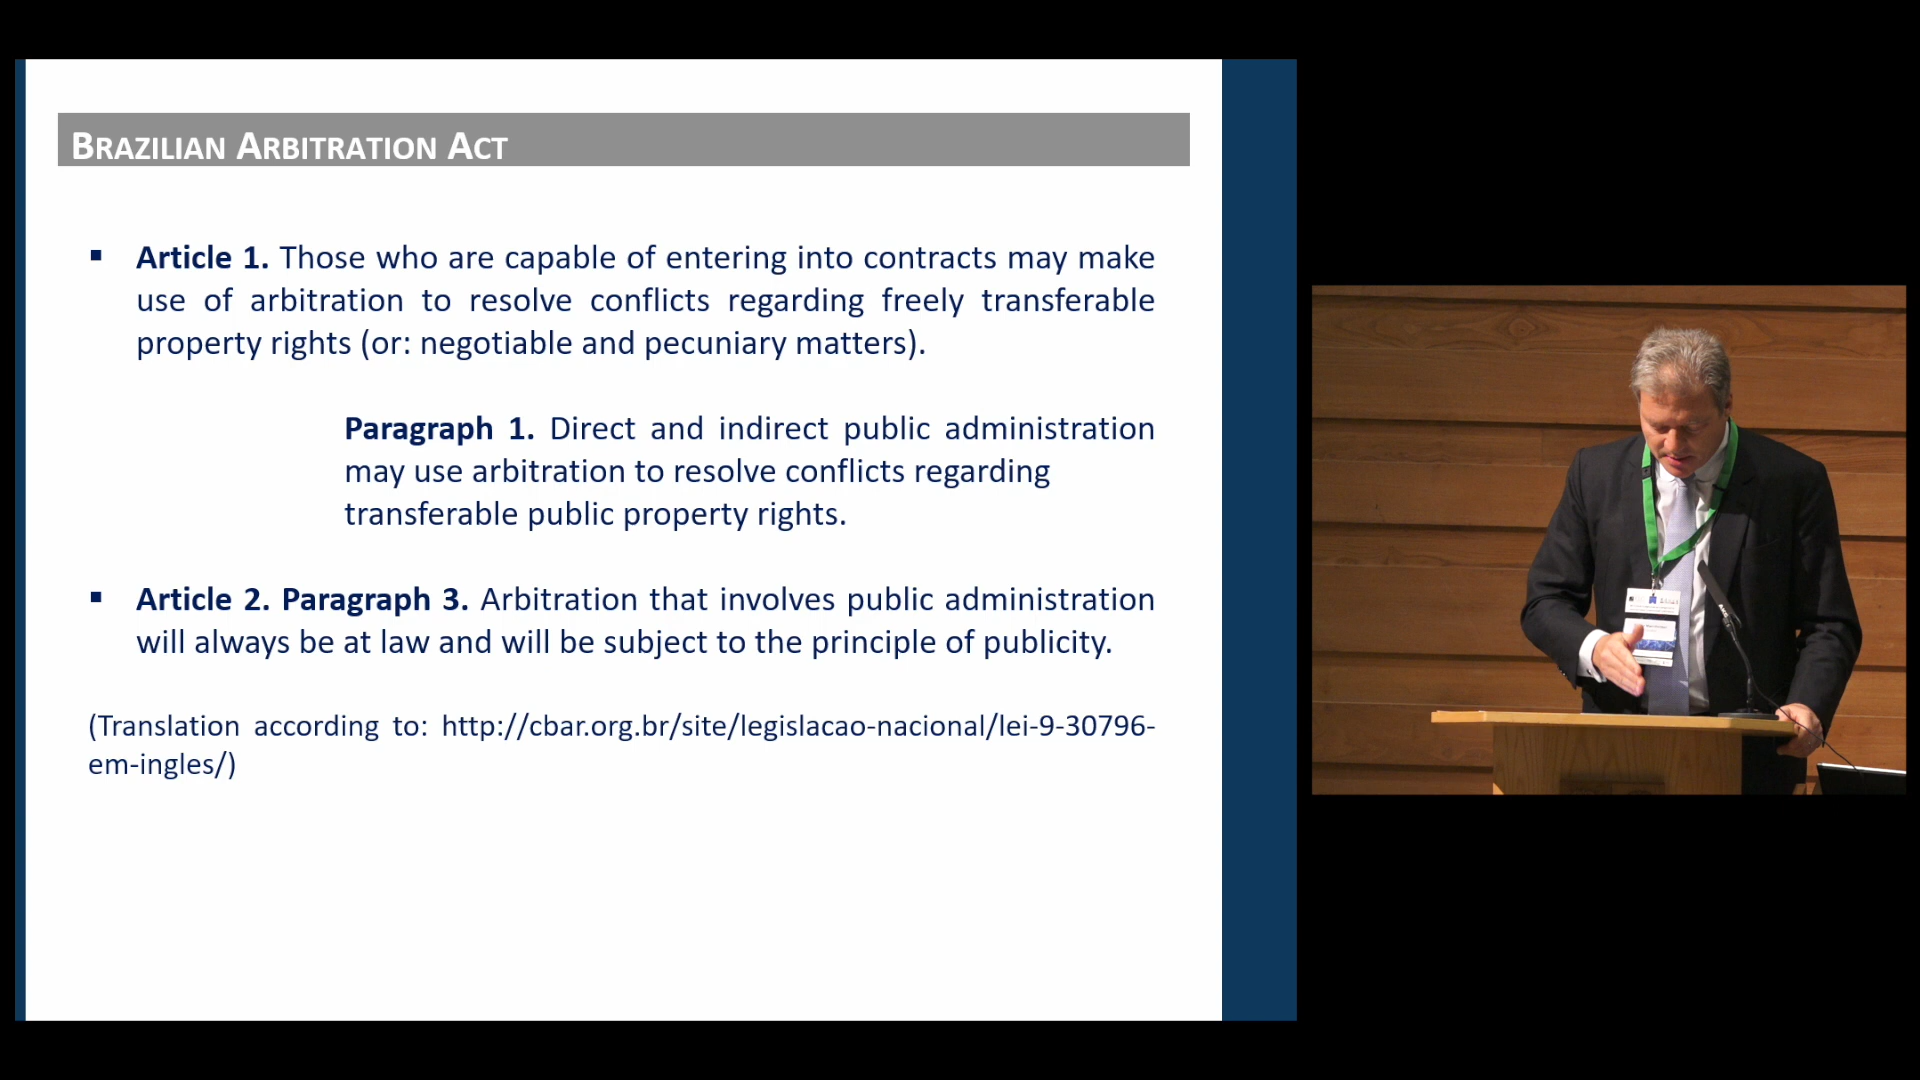 BRAZILIAN ARBITRATION ACT
▪ Article 1. Those who are capable of entering into contracts may make
use of arbitration to resolve conflicts regarding freely transferable
property rights (or: negotiable and pecuniary matters).
Paragraph 1. Direct and indirect public administration
may use arbitration to resolve conflicts regarding
transferable public property rights.
▪ Article 2. Paragraph 3. Arbitration that involves public administration
will always be at law and will be subject to the principle of publicity.
(Translation according to: http://cbar.org.br/site/legislacao-nacional/lei-9-30796-
em-ingles/)